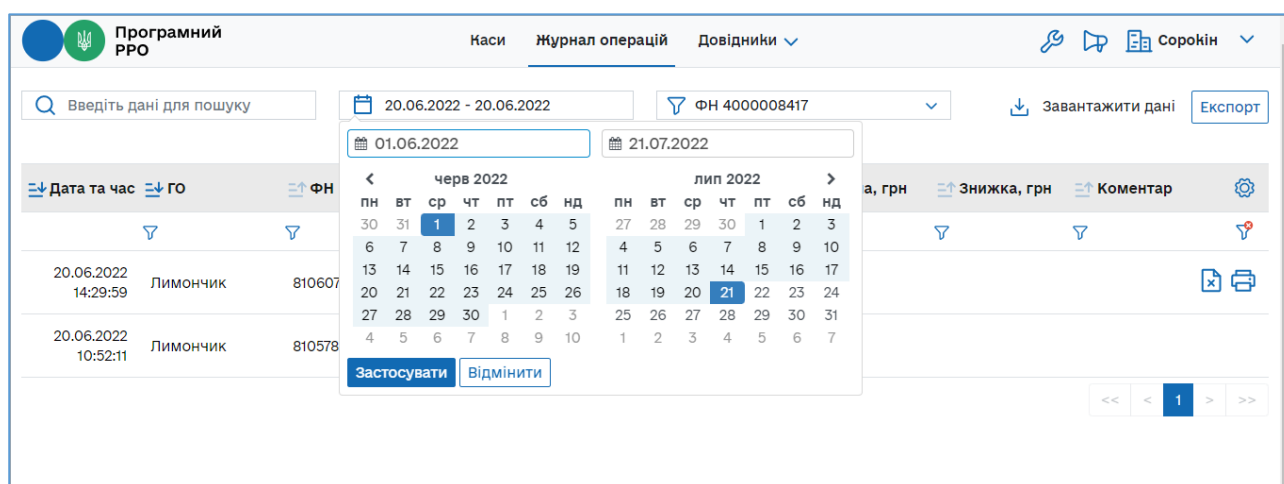 Програмний
РРО
Каси Журнал операцій Довідники Сорокін
Введіть дані для пошуку 20.06.2022 - 20.06.2022 ФН 4000008417 Завантажити дані Експорт
01.06.2022 21.07.2022
Дата та час ГО ФН а, грн Знижка, грн Коментар
черв 2022 лип 2022
пн вт ср чт пт сб нд пн вт ср чт пт сб нд
30 31 1 2 3 4 5 27 28 29 30 1 2 3
6 7 8 9 10 11 12 4 5 6 7 8 9 10
13 14 15 16 17 18 19 11 12 13 14 15 16 17
20 21 22 23 24 25 26 18 19 20 21 22 23 24
27 28 29 30 1 2 3 25 26 27 28 29 30 31
4 5 6 7 8 9 10 1 2 3 4 5 6 7
20.06.2022
14:29:59 Лимончик 810607
20.06.2022
10:52:11 Лимончик 810578
Застосувати Відмінити
<< < 1 > >>